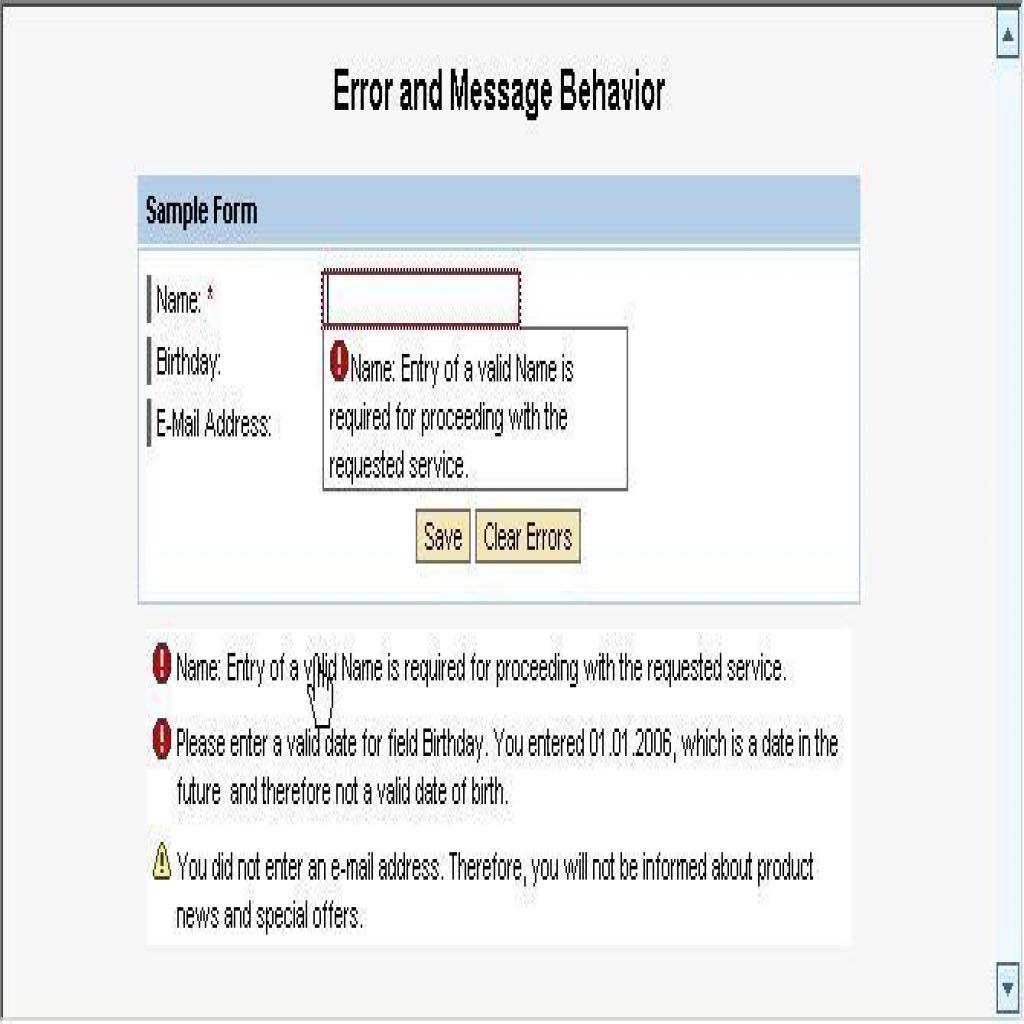 Error and Message Behavior
Sample Form
Name: *
Birthday:
E-Mail Address:
Name: Entry of a valid Name is
required for proceeding with the
requested service.
Save Clear Errors
Name: Entry of a valid Name is required for proceeding with the requested service.
Please enter a valid date for field Birthday. You entered 01.01.2006, which is a date in the
future and therefore not a valid date of birth.
You did not enter an e-mail address. Therefore, you will not be informed about product
news and special offers.